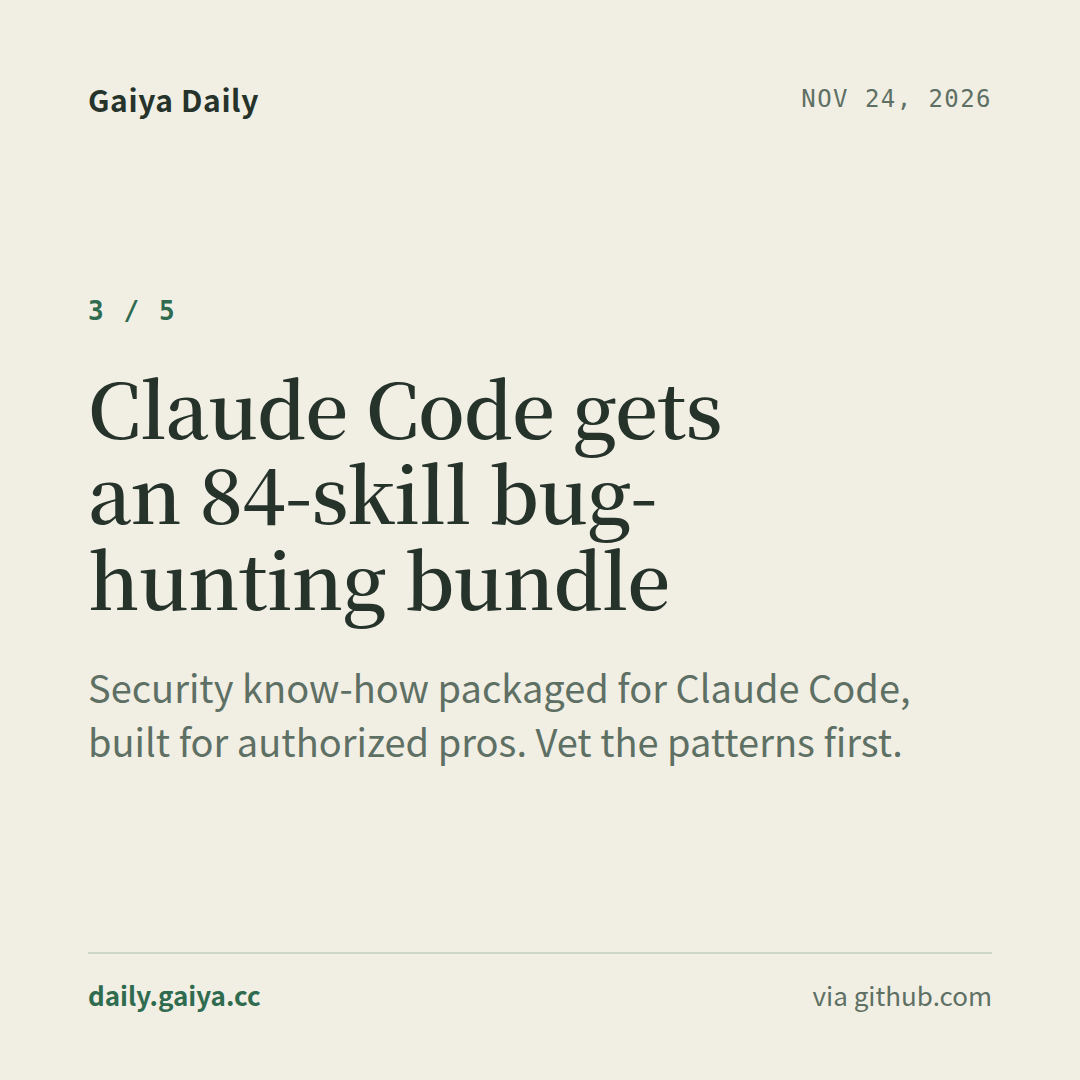 Gaiya Daily
NOV 24, 2026
3 / 5
Claude Code gets
an 84-skill bug-
hunting bundle
Security know-how packaged for Claude Code,
built for authorized pros. Vet the patterns first.
daily.gaiya.cc
via github.com